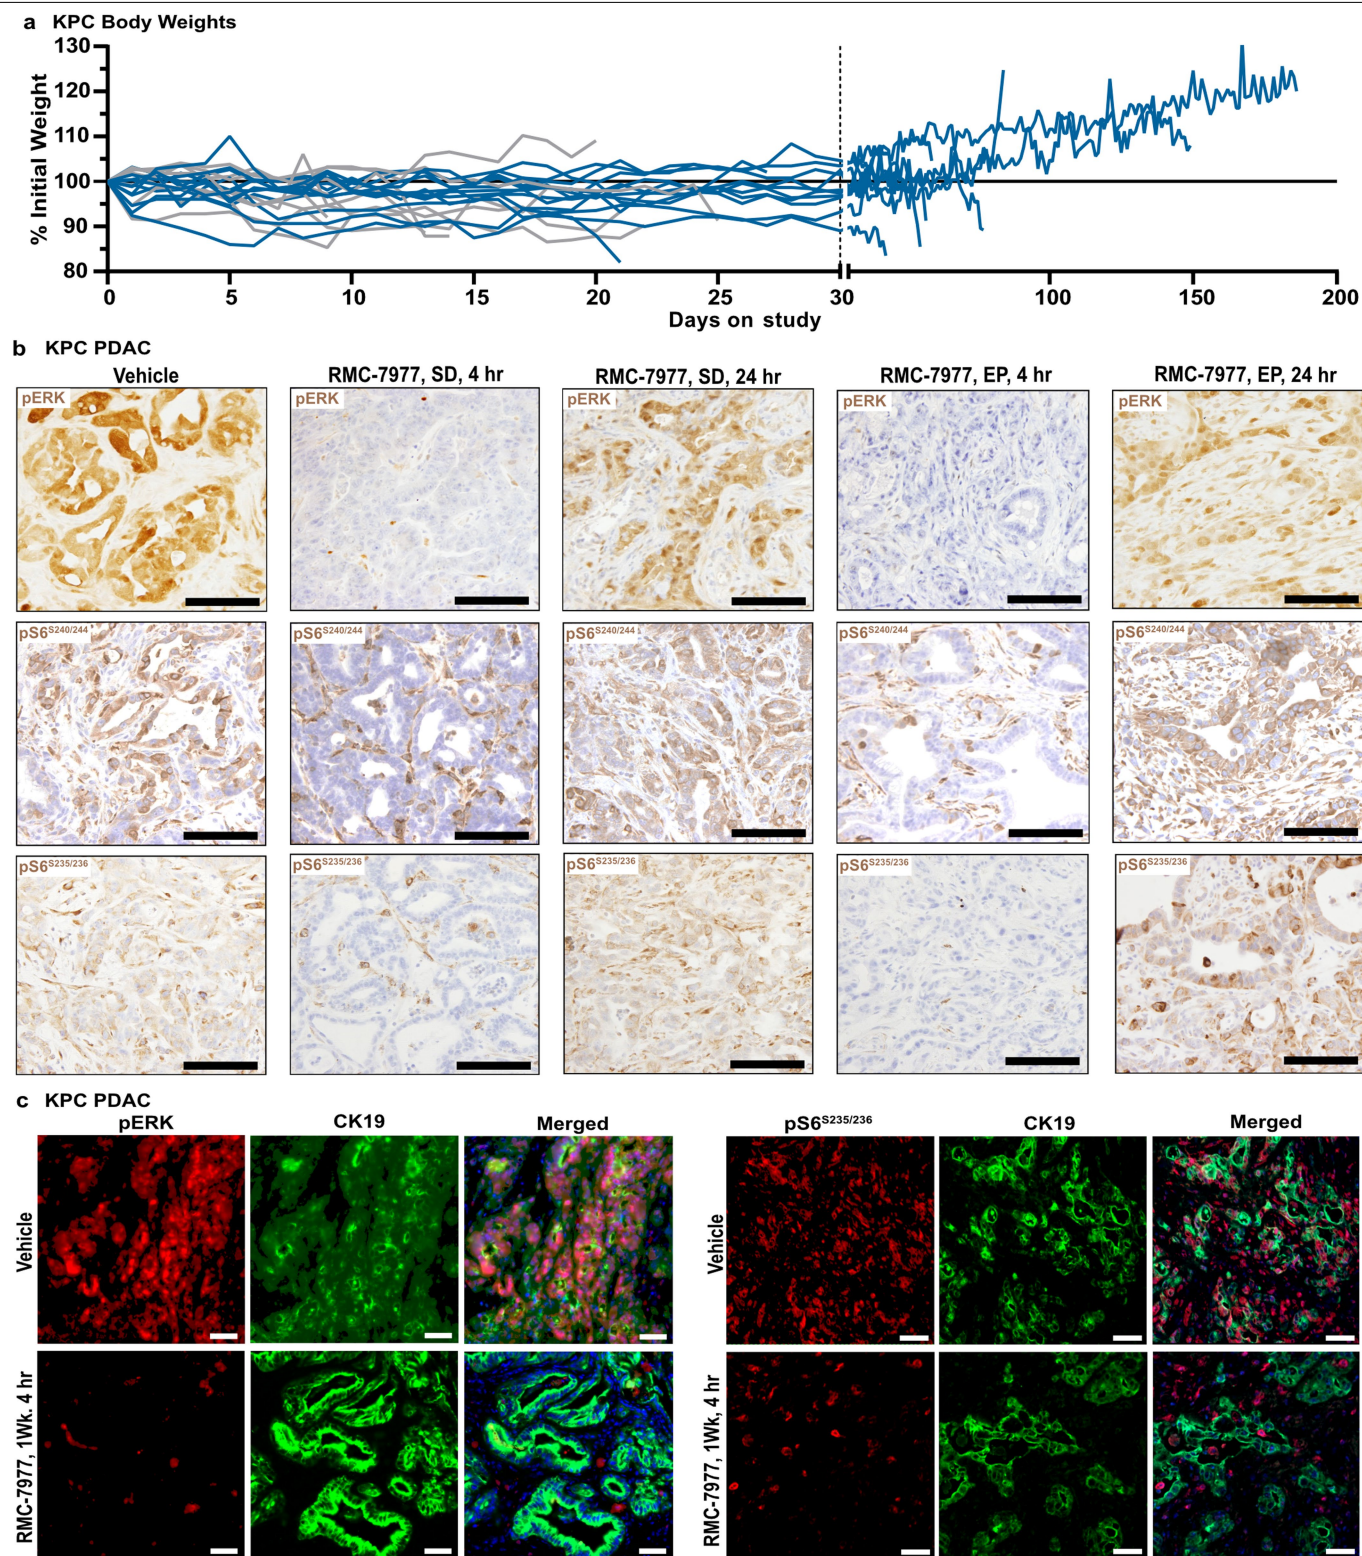 a KPC Body Weights
130
120
110
100
90
80
% Initial Weight
0 5 10 15 20 25 30 100 150 200
Days on study
b KPC PDAC
Vehicle RMC-7977, SD, 4 hr RMC-7977, SD, 24 hr RMC-7977, EP, 4 hr RMC-7977, EP, 24 hr
pERK pERK pERK pERK pERK
pS6S240/244 pS6S240/244 pS6S240/244 pS6S240/244 pS6S240/244
pS6S235/236 pS6S235/236 pS6S235/236 pS6S235/236 pS6S235/236
c KPC PDAC
pERK CK19 Merged pS6S235/236 CK19 Merged
Vehicle Vehicle
RMC-7977, 1Wk. 4 hr RMC-7977, 1Wk, 4 hr